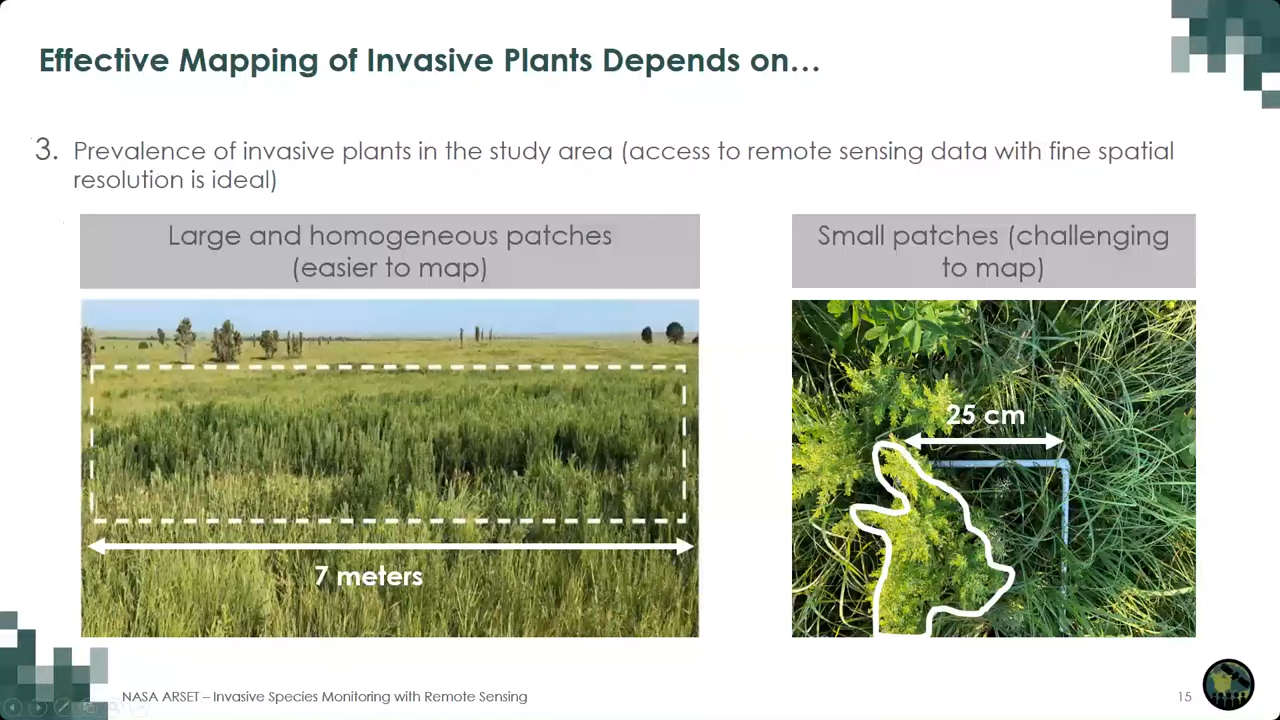 Effective Mapping of Invasive Plants Depends on…
3. Prevalence of invasive plants in the study area (access to remote sensing data with fine spatial
resolution is ideal)
Large and homogeneous patches
(easier to map)
Small patches (challenging
to map)
25 cm
7 meters
NASA ARSET – Invasive Species Monitoring with Remote Sensing
15